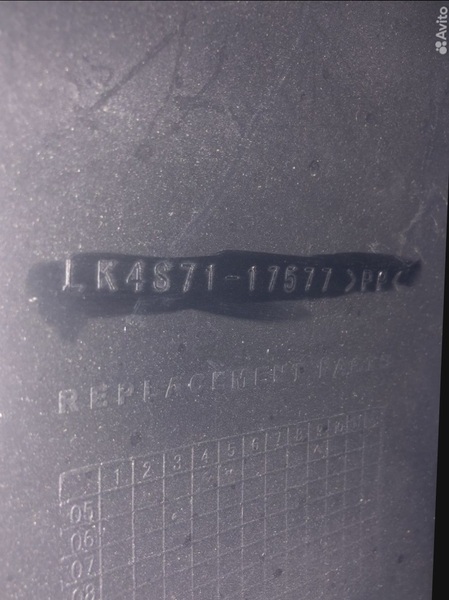 Avito
LK4S71-17577 >PP<
REPLACEMENT PARTS
1 2 3 4 5 6 7 8 9 10 11
05
06
07
08